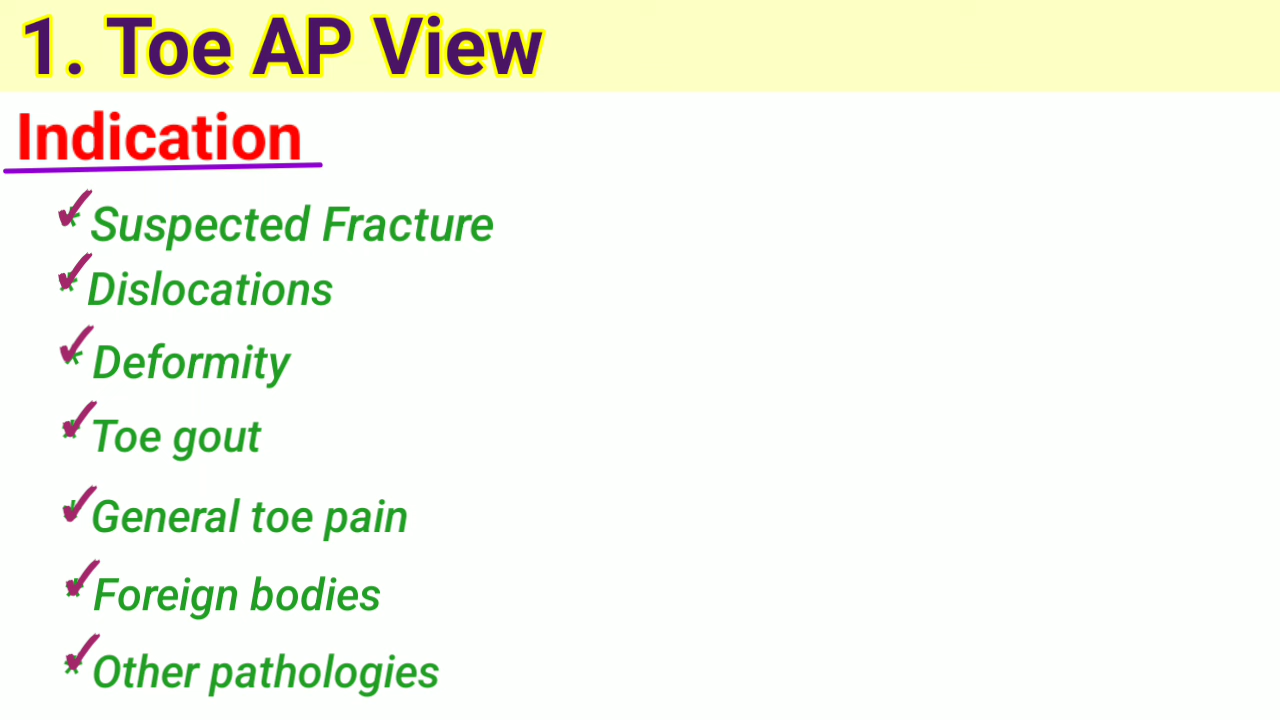 1. Toe AP View
Indication
✓* Suspected Fracture
✓* Dislocations
✓* Deformity
✓* Toe gout
✓* General toe pain
✓* Foreign bodies
✓* Other pathologies